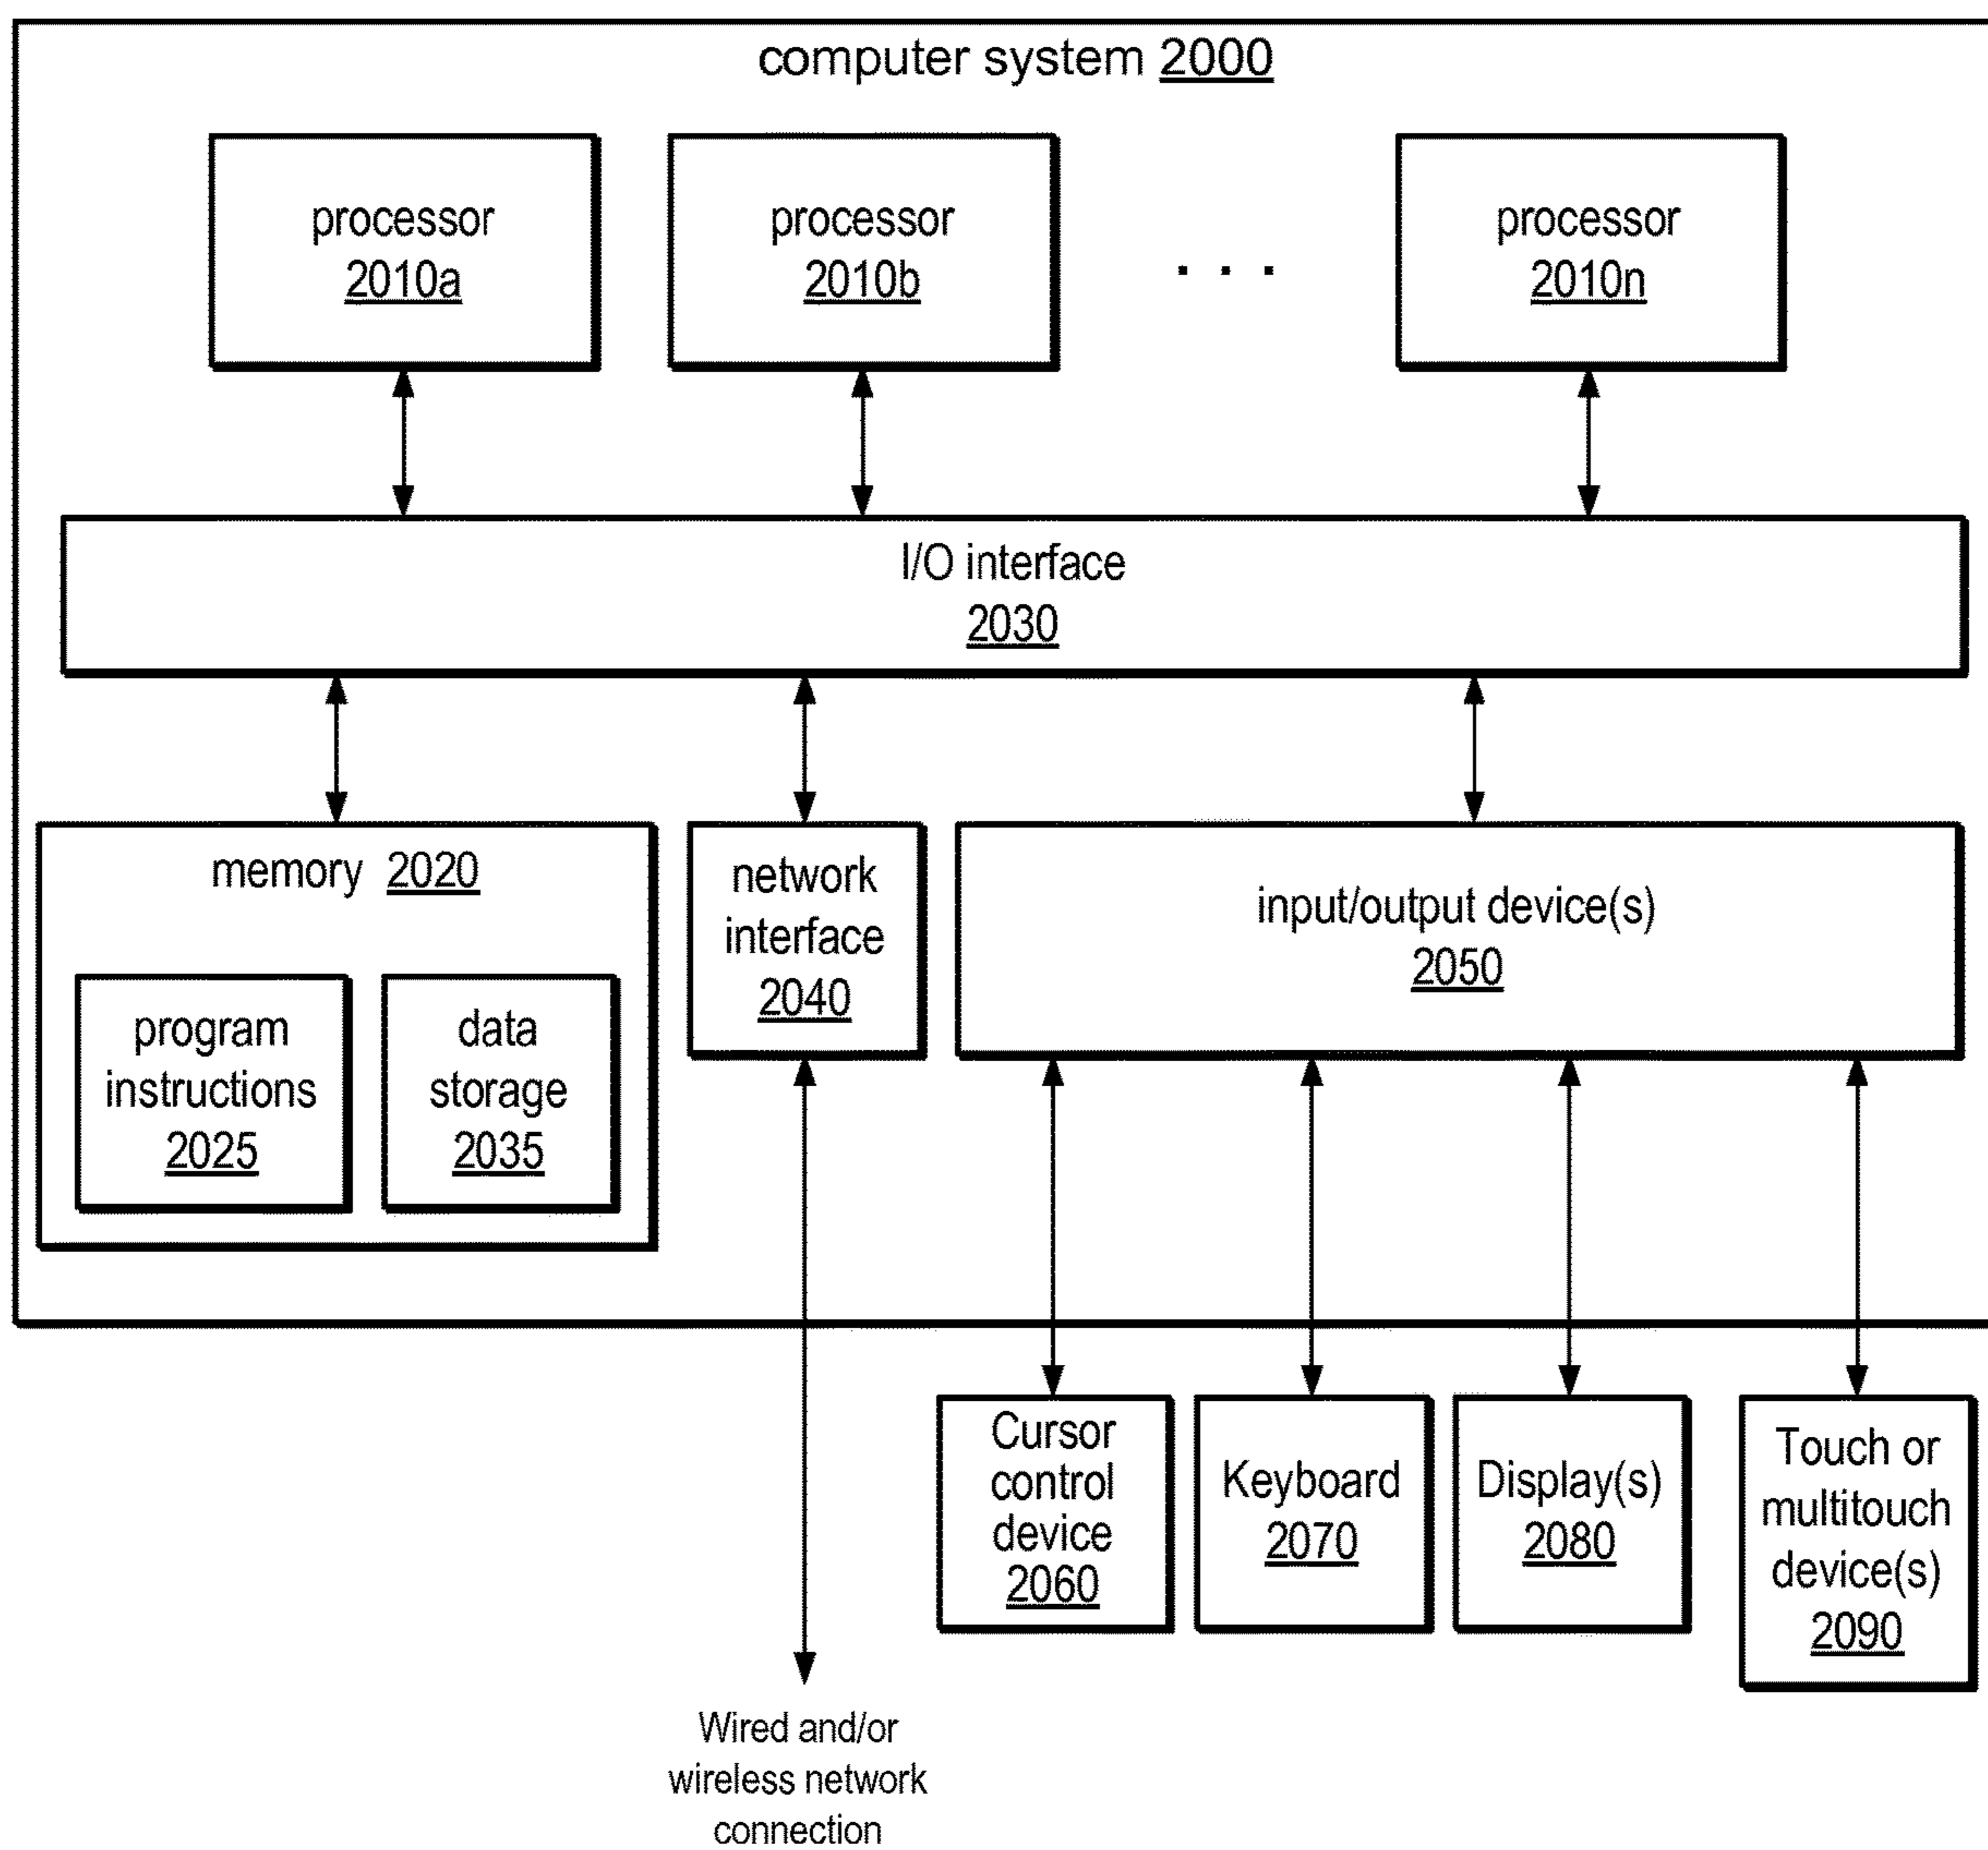 computer system 2000
processor
2010a
processor
2010b
. . .
processor
2010n
I/O interface
2030
memory 2020
program
instructions
2025
data
storage
2035
network
interface
2040
input/output device(s)
2050
Cursor
control
device
2060
Keyboard
2070
Display(s)
2080
Touch or
multitouch
device(s)
2090
Wired and/or
wireless network
connection